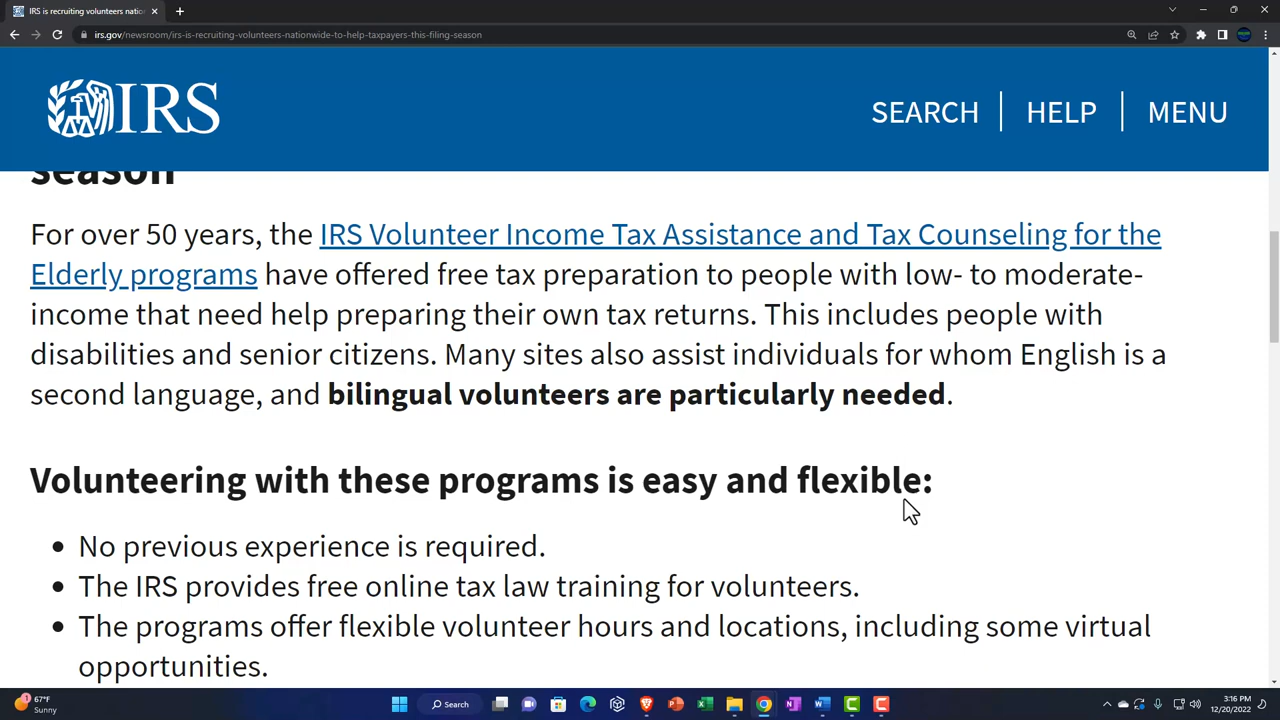 IRS is recruiting volunteers natio
irs.gov/newsroom/irs-is-recruiting-volunteers-nationwide-to-help-taxpayers-this-filing-season
IRS
SEARCH
HELP
MENU
season
For over 50 years, the IRS Volunteer Income Tax Assistance and Tax Counseling for the
Elderly programs have offered free tax preparation to people with low- to moderate-
income that need help preparing their own tax returns. This includes people with
disabilities and senior citizens. Many sites also assist individuals for whom English is a
second language, and bilingual volunteers are particularly needed.
Volunteering with these programs is easy and flexible:
• No previous experience is required.
• The IRS provides free online tax law training for volunteers.
• The programs offer flexible volunteer hours and locations, including some virtual
opportunities.
1
67°F
Sunny
Search
3:16 PM
12/20/2022